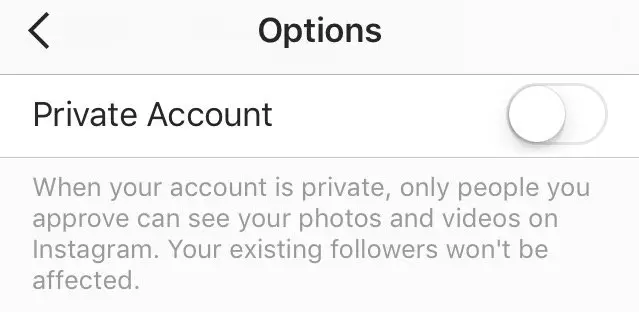 Options
Private Account
When your account is private, only people you
approve can see your photos and videos on
Instagram. Your existing followers won't be
affected.